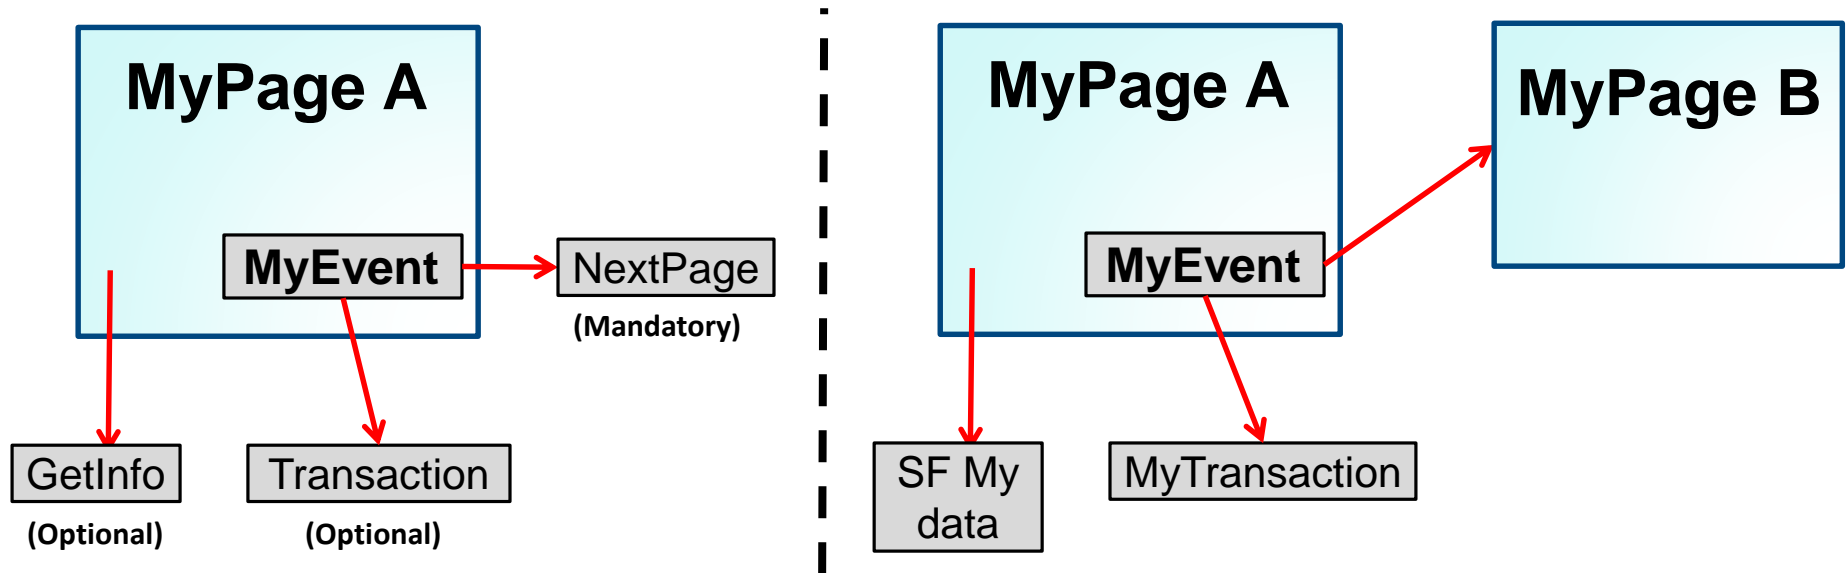 MyPage A
MyEvent
NextPage
(Mandatory)
GetInfo
(Optional)
Transaction
(Optional)
MyPage A
MyEvent
MyPage B
SF My
data
MyTransaction